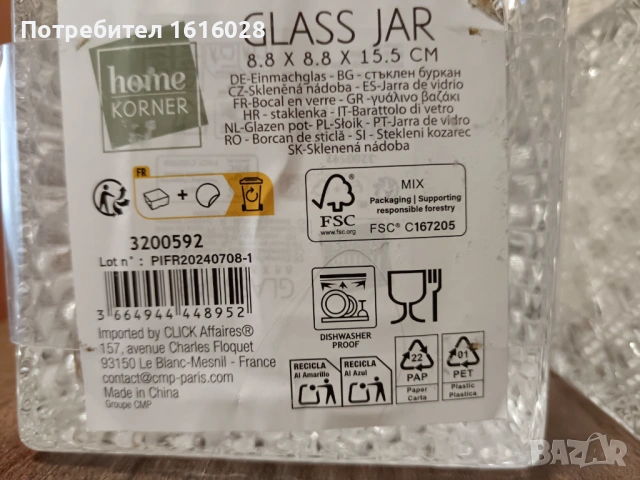 Потребител 1616028
GLASS JAR
8.8 X 8.8 X 15.5 CM
home
KORNER
DE-Einmachglas - BG - стъклен буркан
CZ-Skleněná nádoba - ES-Jarra de vidrio
FR-Bocal en verre - GR -γυάλινο βαζάκι
HR - staklenka - IT-Barattolo di vetro
NL-Glazen pot- PL-Słoik - PT-Jarra de vidro
RO - Borcan de sticlă - SI - Stekleni kozarec
SK-Sklenená nádoba
FR
+
FSC
www.fsc.org
MIX
Packaging | Supporting
responsible forestry
FSC® C167205
3200592
Lot n° : PIFR20240708-1
3 664944 448952
Imported by CLICK Affaires®
157, avenue Charles Floquet
93150 Le Blanc-Mesnil - France
contact@cmp-paris.com
Made in China
Groupe CMP
DISHWASHER
PROOF
RECICLA
Al Amarillo
RECICLA
Al Azul
22
PAP
Paper
Carta
01
PET
Plastic
Plastica
BAZAR